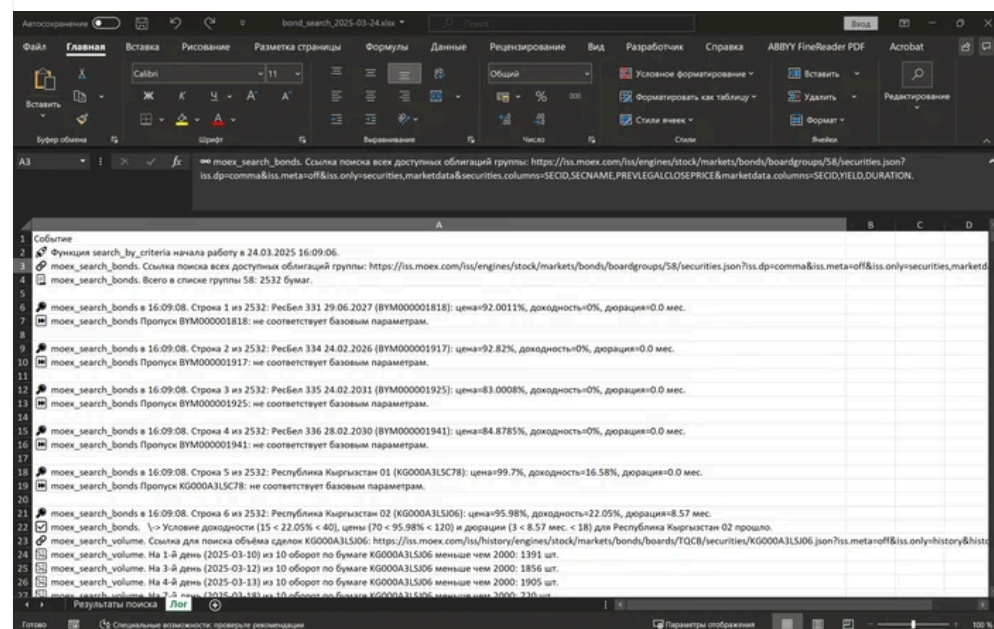 Автосохранение
bond_search_2025-03-24.xlsx
Поиск
Вход
Файл Главная Вставка Рисование Разметка страницы Формулы Данные Рецензирование Вид Разработчик Справка ABBYY FineReader PDF Acrobat
Вставить
Calibri 11
Ж К Ч
Общий
% 000
Условное форматирование
Форматировать как таблицу
Стили ячеек
Вставить
Удалить
Формат
Редактирование
Буфер обмена Шрифт Выравнивание Число Стили Ячейки
A3 fx moex_search_bonds. Ссылка поиска всех доступных облигаций группы: https://iss.moex.com/iss/engines/stock/markets/bonds/boardgroups/58/securities.json?
iss.dp=comma&iss.meta=off&iss.only=securities,marketdata&securities.columns=SECID,SECNAME,PREVLEGALCLOSEPRICE&marketdata.columns=SECID,YIELD,DURATION.
A B C D
1 Событие
2 Функция search_by_criteria начала работу в 24.03.2025 16:09:06.
3 moex_search_bonds. Ссылка поиска всех доступных облигаций группы: https://iss.moex.com/iss/engines/stock/markets/bonds/boardgroups/58/securities.json?iss.dp=comma&iss.meta=off&iss.only=securities,marketd
4 moex_search_bonds. Всего в списке группы 58: 2532 бумаг.
5
6 moex_search_bonds в 16:09:08. Строка 1 из 2532: РесБел 331 29.06.2027 (BYM000001818): цена=92.0011%, доходность=0%, дюрация=0.0 мес.
7 moex_search_bonds Пропуск BYM000001818: не соответствует базовым параметрам.
8
9 moex_search_bonds в 16:09:08. Строка 2 из 2532: РесБел 334 24.02.2026 (BYM000001917): цена=92.82%, доходность=0%, дюрация=0.0 мес.
10 moex_search_bonds Пропуск BYM000001917: не соответствует базовым параметрам.
11
12 moex_search_bonds в 16:09:08. Строка 3 из 2532: РесБел 335 24.02.2031 (BYM000001925): цена=83.0008%, доходность=0%, дюрация=0.0 мес.
13 moex_search_bonds Пропуск BYM000001925: не соответствует базовым параметрам.
14
15 moex_search_bonds в 16:09:08. Строка 4 из 2532: РесБел 336 28.02.2030 (BYM000001941): цена=84.8785%, доходность=0%, дюрация=0.0 мес.
16 moex_search_bonds Пропуск BYM000001941: не соответствует базовым параметрам.
17
18 moex_search_bonds в 16:09:08. Строка 5 из 2532: Республика Кыргызстан 01 (KG000A3LSC78): цена=99.7%, доходность=16.58%, дюрация=0.0 мес.
19 moex_search_bonds Пропуск KG000A3LSC78: не соответствует базовым параметрам.
20
21 moex_search_bonds в 16:09:08. Строка 6 из 2532: Республика Кыргызстан 02 (KG000A3LSJ06): цена=95.98%, доходность=22.05%, дюрация=8.57 мес.
22 moex_search_bonds. \-> Условие доходности (15 < 22.05% < 40), цены (70 < 95.98% < 120) и дюрации (3 < 8.57 мес. < 18) для Республика Кыргызстан 02 прошло.
23 moex_search_volume. Ссылка для поиска объёма сделок KG000A3LSJ06: https://iss.moex.com/iss/history/engines/stock/markets/bonds/boards/TQCB/securities/KG000A3LSJ06.json?iss.meta=off&iss.only=history&histo
24 moex_search_volume. На 1-й день (2025-03-10) из 10 оборот по бумаге KG000A3LSJ06 меньше чем 2000: 1391 шт.
25 moex_search_volume. На 3-й день (2025-03-12) из 10 оборот по бумаге KG000A3LSJ06 меньше чем 2000: 1856 шт.
26 moex_search_volume. На 4-й день (2025-03-13) из 10 оборот по бумаге KG000A3LSJ06 меньше чем 2000: 1905 шт.
27 moex_search_volume. На 7-й день (2025-03-18) из 10 оборот по бумаге KG000A3LSJ06 меньше чем 2000: 720 шт.
Результаты поиска Лог
Готово Специальные возможности: проверьте рекомендации Параметры отображения 100 %